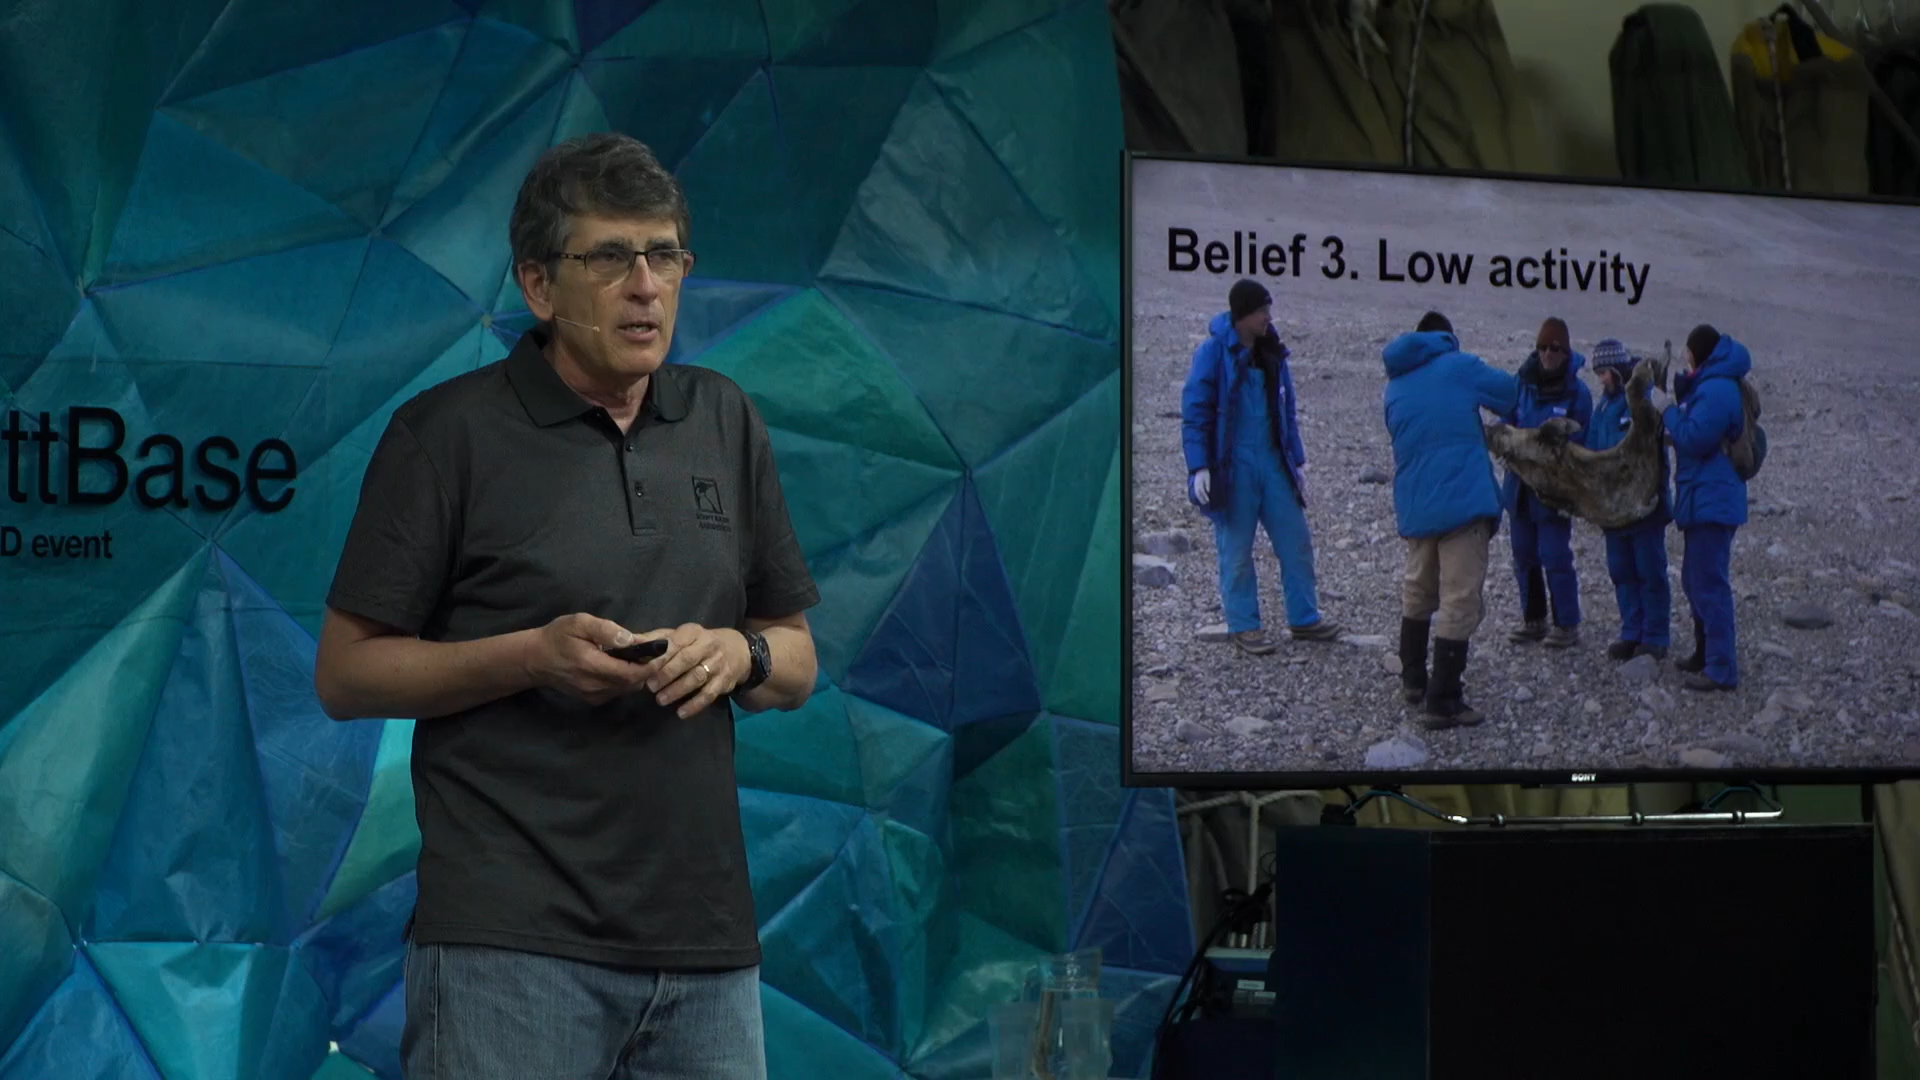 ttBase
D event
Belief 3. Low activity
SONY